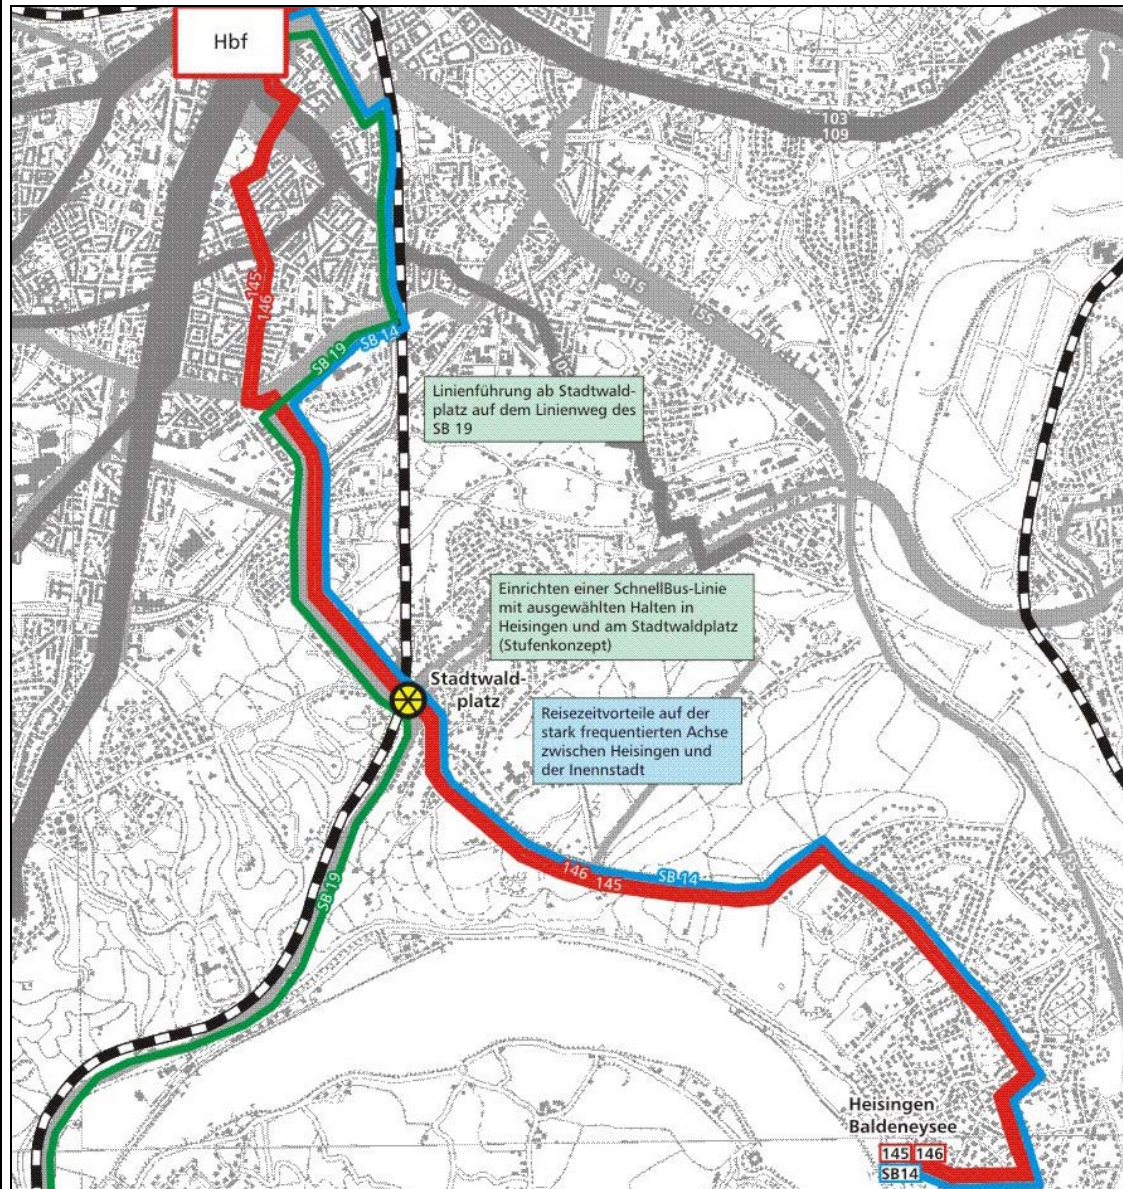 Hbf
103
109
145
146
SB15
155
SB 19
SB 14
Linienführung ab Stadtwald-
platz auf dem Linienweg des
SB 19
Einrichten einer SchnellBus-Linie
mit ausgewählten Halten in
Heisingen und am Stadtwaldplatz
(Stufenkonzept)
Stadtwald-
platz
Reisezeitvorteile auf der
stark frequentierten Achse
zwischen Heisingen und
der Inennstadt
146
145
SB 14
SB 19
Heisingen
Baldeneysee
145 146
SB14